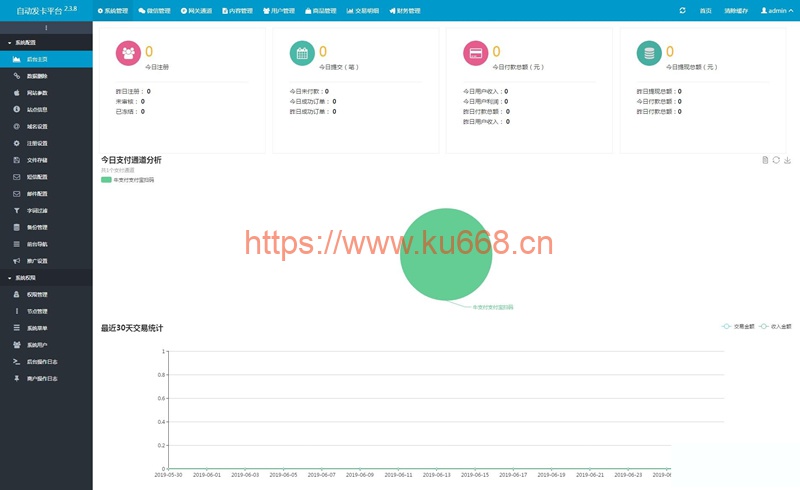 自动发卡平台 2.3.8
系统管理 微信管理 网关通道 内容管理 用户管理 商品管理 交易明细 财务管理 首页 清除缓存 admin
系统配置
后台主页
数据删除
网站参数
站点信息
域名设置
注册设置
文件存储
短信配置
邮件配置
字词过滤
备份管理
前台导航
推广设置
系统权限
权限管理
节点管理
系统菜单
系统用户
后台操作日志
商户操作日志
0
今日注册
昨日注册： 0
未审核： 0
已冻结： 0
0
今日提交（笔）
今日未付款：0
今日成功订单： 0
昨日成功订单： 0
0
今日付款总额（元）
今日用户收入：0
今日用户利润：0
昨日付款总额：0
昨日用户收入： 0
0
今日提现总额（元）
昨日提现总额：0
今日付款总额：0
昨日付款总额：0
今日支付通道分析
共1个支付通道
牛支付支付宝扫码
https://www.ku668.cn
牛支付支付宝扫码
最近30天交易统计
交易金额 收入金额
1
0.8
0.6
0.4
0.2
0
2019-05-30 2019-06-01 2019-06-03 2019-06-05 2019-06-07 2019-06-09 2019-06-11 2019-06-13 2019-06-15 2019-06-17 2019-06-19 2019-06-21 2019-06-23 2019-06-25 2019-0